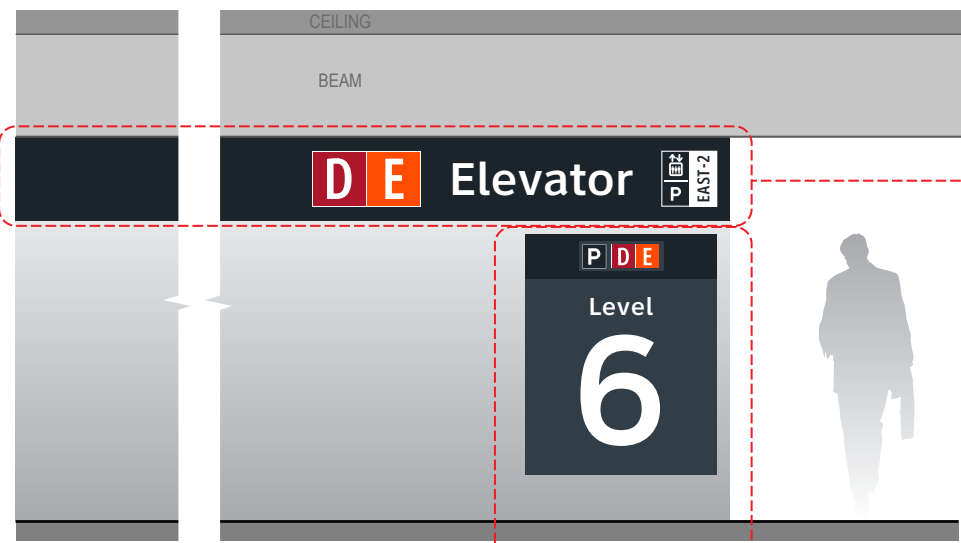 CEILING
BEAM
D E Elevator P EAST-2
P D E
Level
6